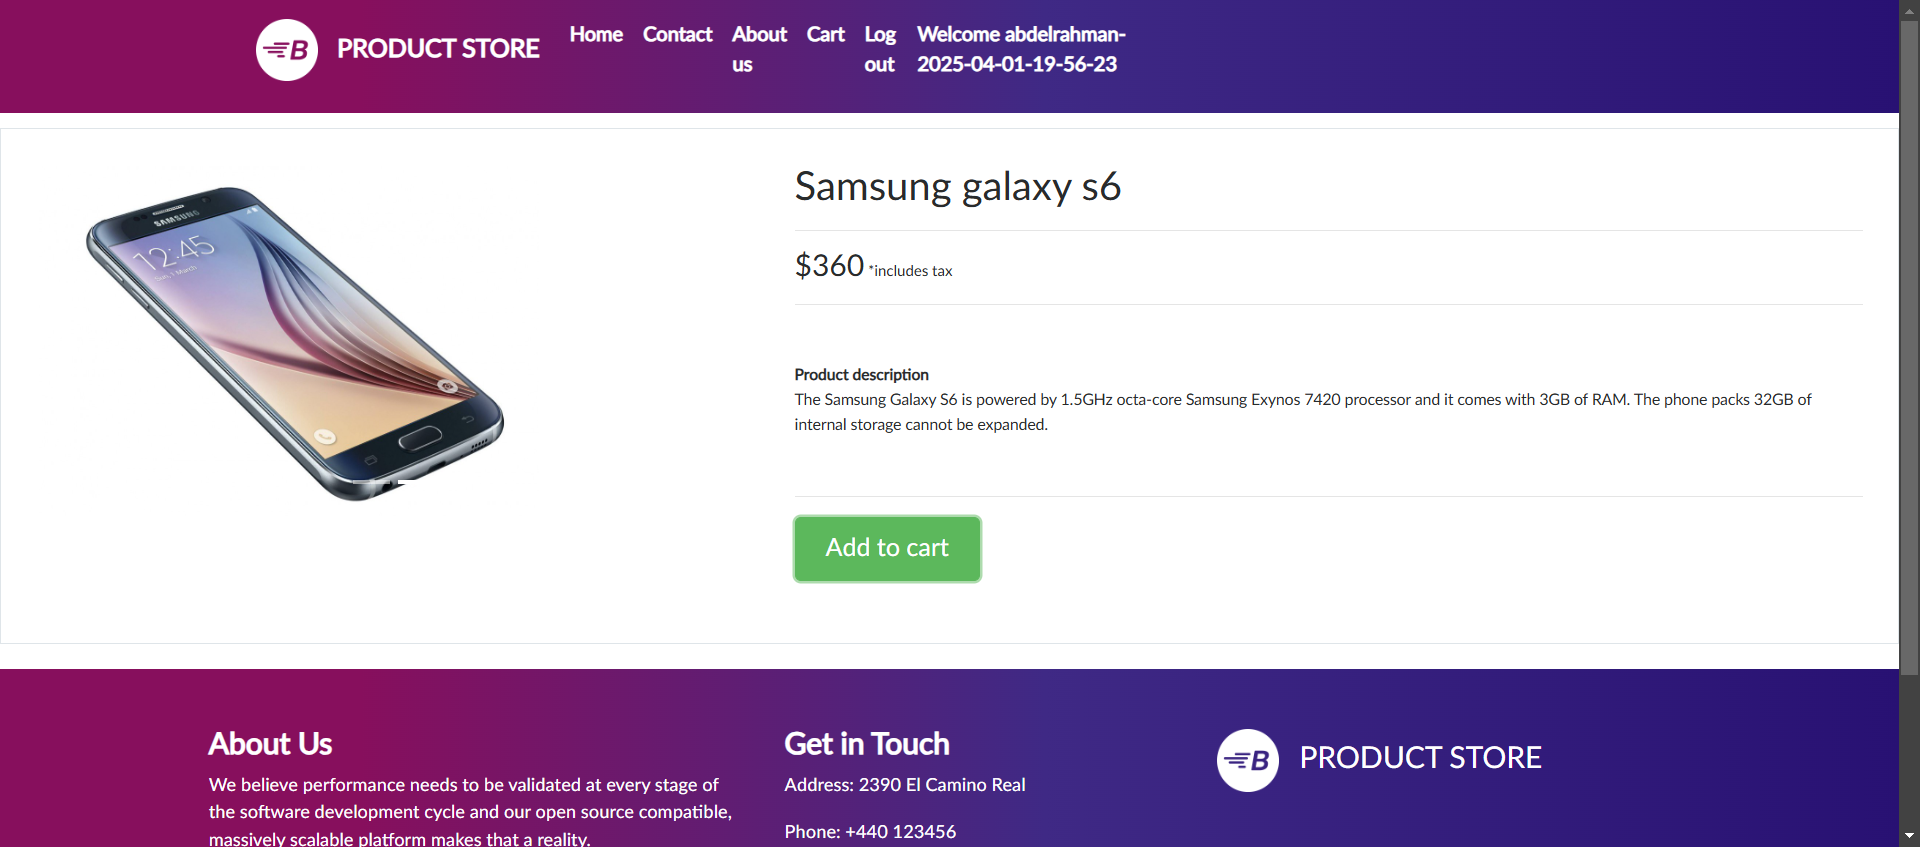 B PRODUCT STORE
Home Contact About us Cart Log out Welcome abdelrahman-2025-04-01-19-56-23
SAMSUNG
12:45
Sun, 1 March
Samsung galaxy s6
$360 *includes tax
Product description
The Samsung Galaxy S6 is powered by 1.5GHz octa-core Samsung Exynos 7420 processor and it comes with 3GB of RAM. The phone packs 32GB of
internal storage cannot be expanded.
Add to cart
About Us
We believe performance needs to be validated at every stage of
the software development cycle and our open source compatible,
massively scalable platform makes that a reality.
Get in Touch
Address: 2390 El Camino Real
Phone: +440 123456
B PRODUCT STORE